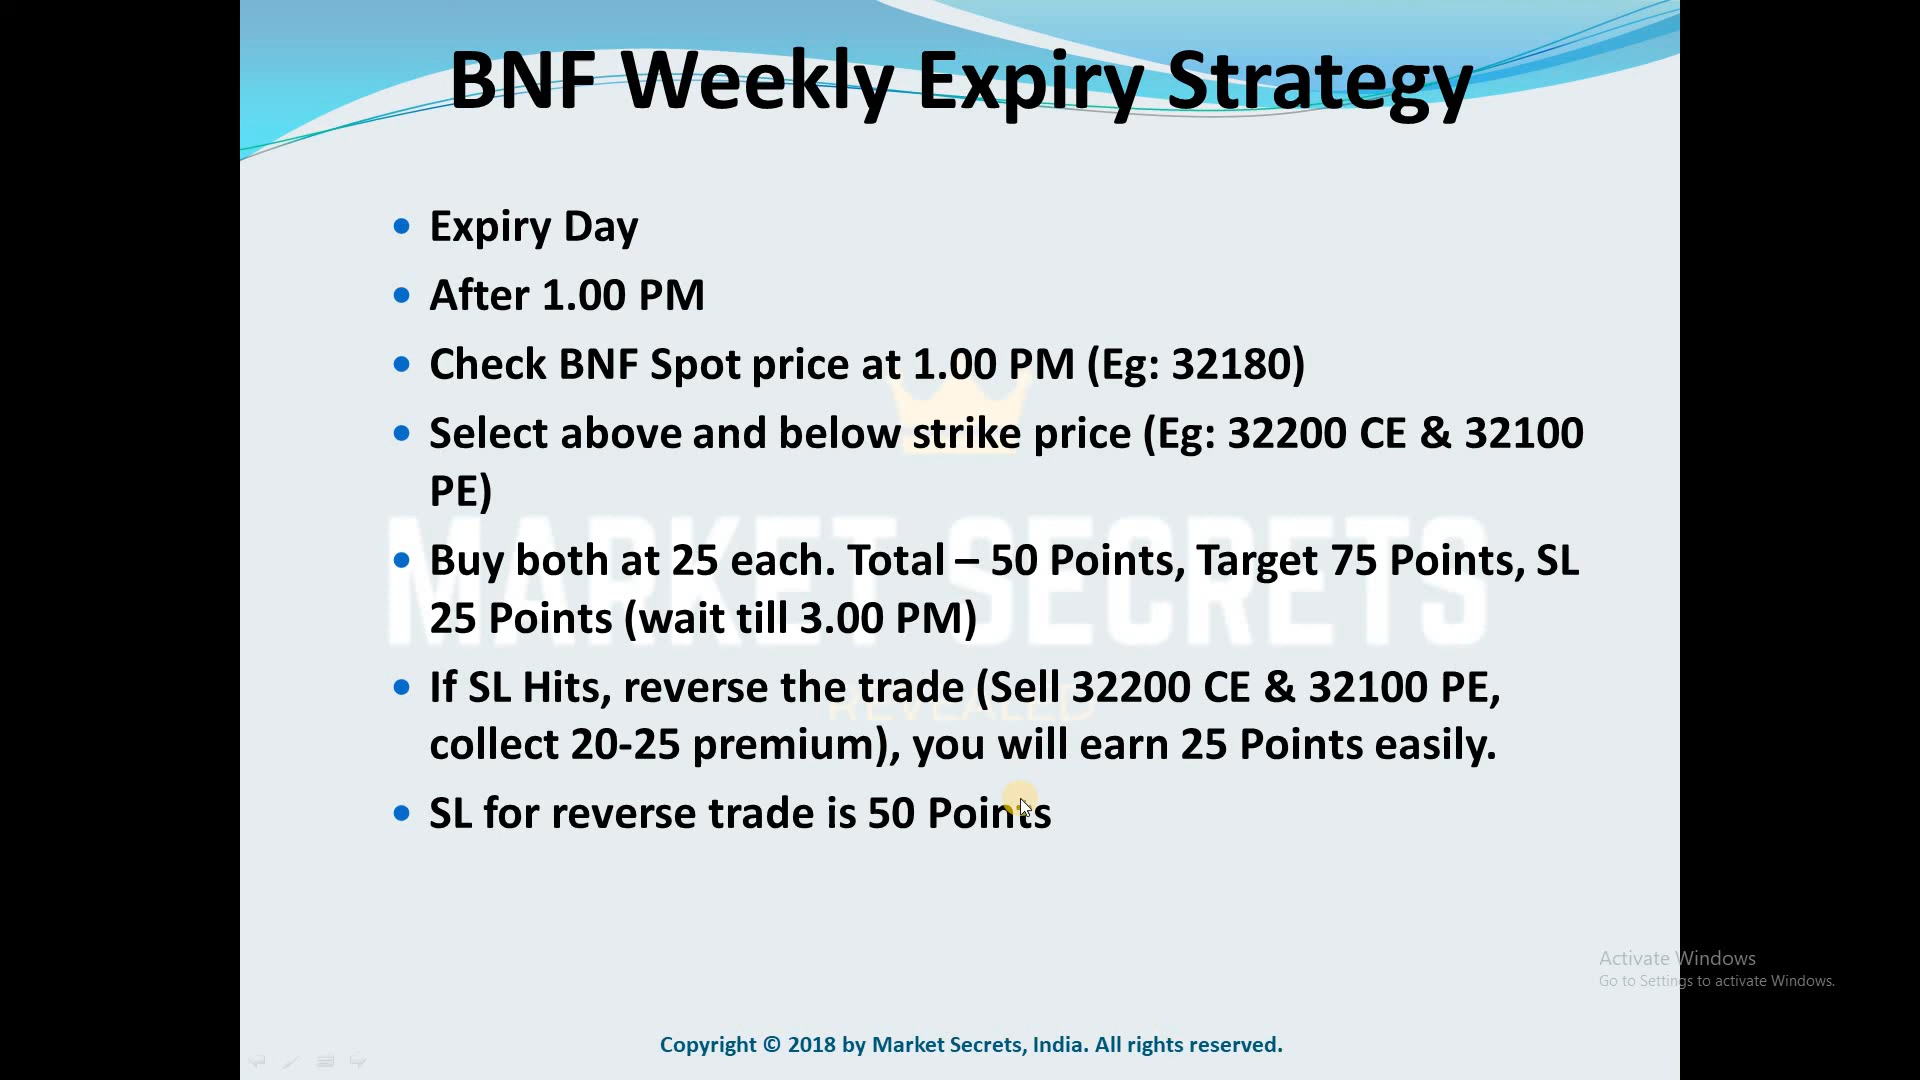 BNF Weekly Expiry Strategy
• Expiry Day
• After 1.00 PM
• Check BNF Spot price at 1.00 PM (Eg: 32180)
• Select above and below strike price (Eg: 32200 CE & 32100
PE)
• Buy both at 25 each. Total – 50 Points, Target 75 Points, SL
25 Points (wait till 3.00 PM)
MARKET SECRETS
• If SL Hits, reverse the trade (Sell 32200 CE & 32100 PE,
REVEALED
collect 20-25 premium), you will earn 25 Points easily.
• SL for reverse trade is 50 Points
Activate Windows
Go to Settings to activate Windows.
Copyright © 2018 by Market Secrets, India. All rights reserved.